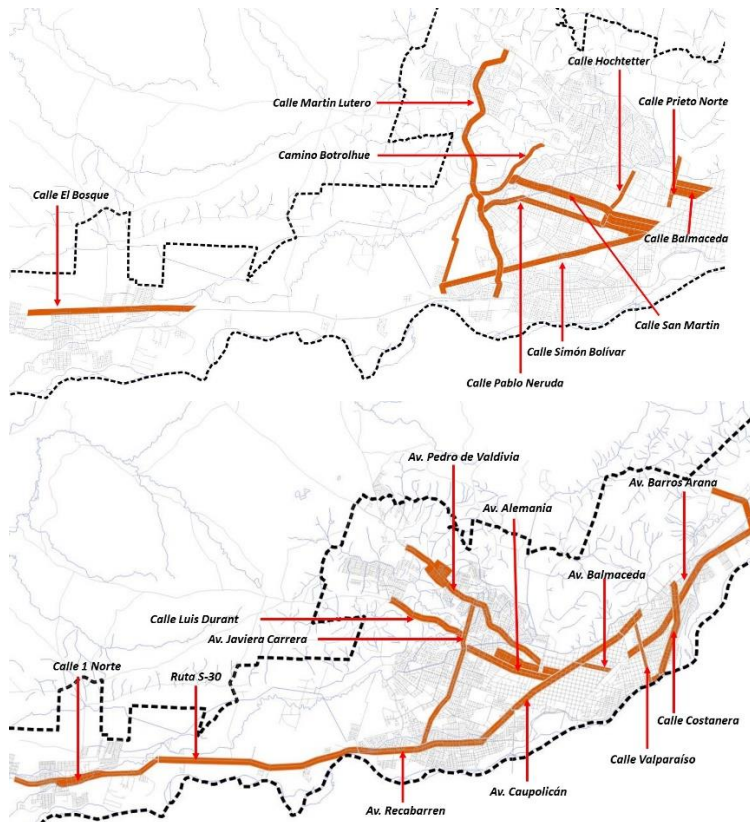 Calle Hochtetter
Calle Prieto Norte
Calle Martin Lutero
Camino Botrolhue
Calle El Bosque
Calle Balmaceda
Calle San Martin
Calle Simón Bolívar
Calle Pablo Neruda
Av. Pedro de Valdivia
Av. Barros Arana
Av. Alemania
Av. Balmaceda
Calle Luis Durant
Av. Javiera Carrera
Calle 1 Norte
Ruta S-30
Calle Costanera
Calle Valparaíso
Av. Caupolicán
Av. Recabarren